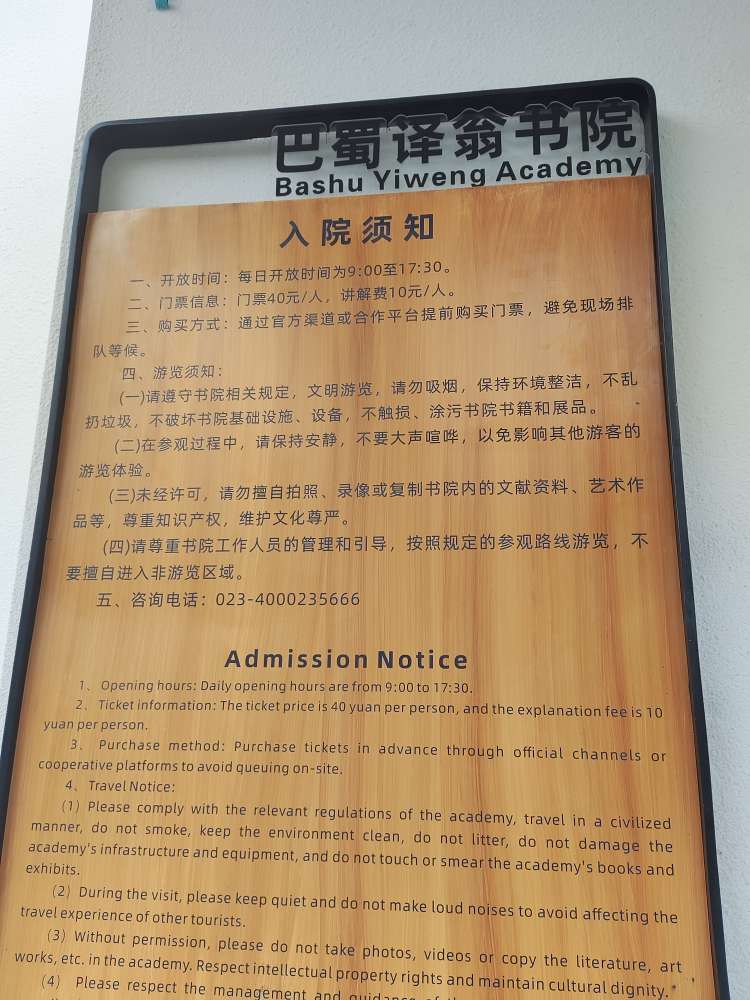 巴蜀译翁书院
Bashu Yiweng Academy
入院须知
一、开放时间：每日开放时间为9:00至17:30。
二、门票信息：门票40元/人，讲解费10元/人。
三、购买方式：通过官方渠道或合作平台提前购买门票，避免现场排
队等候。
四、游览须知：
(一)请遵守书院相关规定，文明游览，请勿吸烟，保持环境整洁，不乱
扔垃圾，不破坏书院基础设施、设备，不触损、涂污书院书籍和展品。
(二)在参观过程中，请保持安静，不要大声喧哗，以免影响其他游客的
游览体验。
(三)未经许可，请勿擅自拍照、录像或复制书院内的文献资料、艺术作
品等，尊重知识产权，维护文化尊严。
(四)请尊重书院工作人员的管理和引导，按照规定的参观路线游览，不
要擅自进入非游览区域。
五、咨询电话：023-4000235666
Admission Notice
1、Opening hours: Daily opening hours are from 9:00 to 17:30.
2、Ticket information: The ticket price is 40 yuan per person, and the explanation fee is 10
yuan per person.
3、Purchase method: Purchase tickets in advance through official channels or
cooperative platforms to avoid queuing on-site.
4、Travel Notice:
(1) Please comply with the relevant regulations of the academy, travel in a civilized
manner, do not smoke, keep the environment clean, do not litter, do not damage the
academy's infrastructure and equipment, and do not touch or smear the academy's books and
exhibits.
(2) During the visit, please keep quiet and do not make loud noises to avoid affecting the
travel experience of other tourists.
(3) Without permission, please do not take photos, videos or copy the literature, art
works, etc. in the academy. Respect intellectual property rights and maintain cultural dignity.
(4) Please respect the management and guidance of the